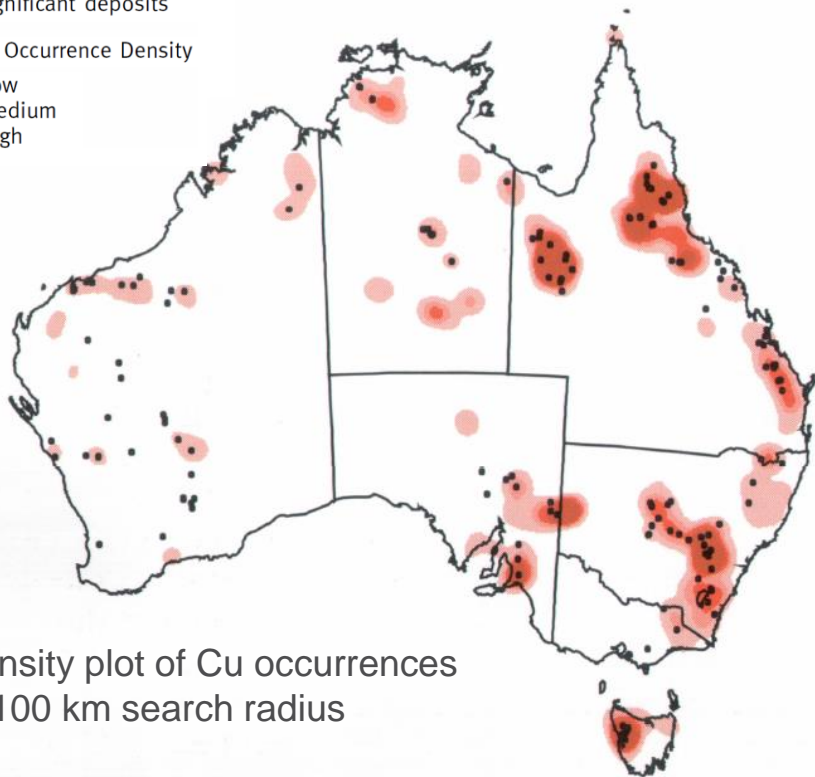 gnificant deposits
Occurrence Density
ow
edium
gh
nsity plot of Cu occurrences
100 km search radius